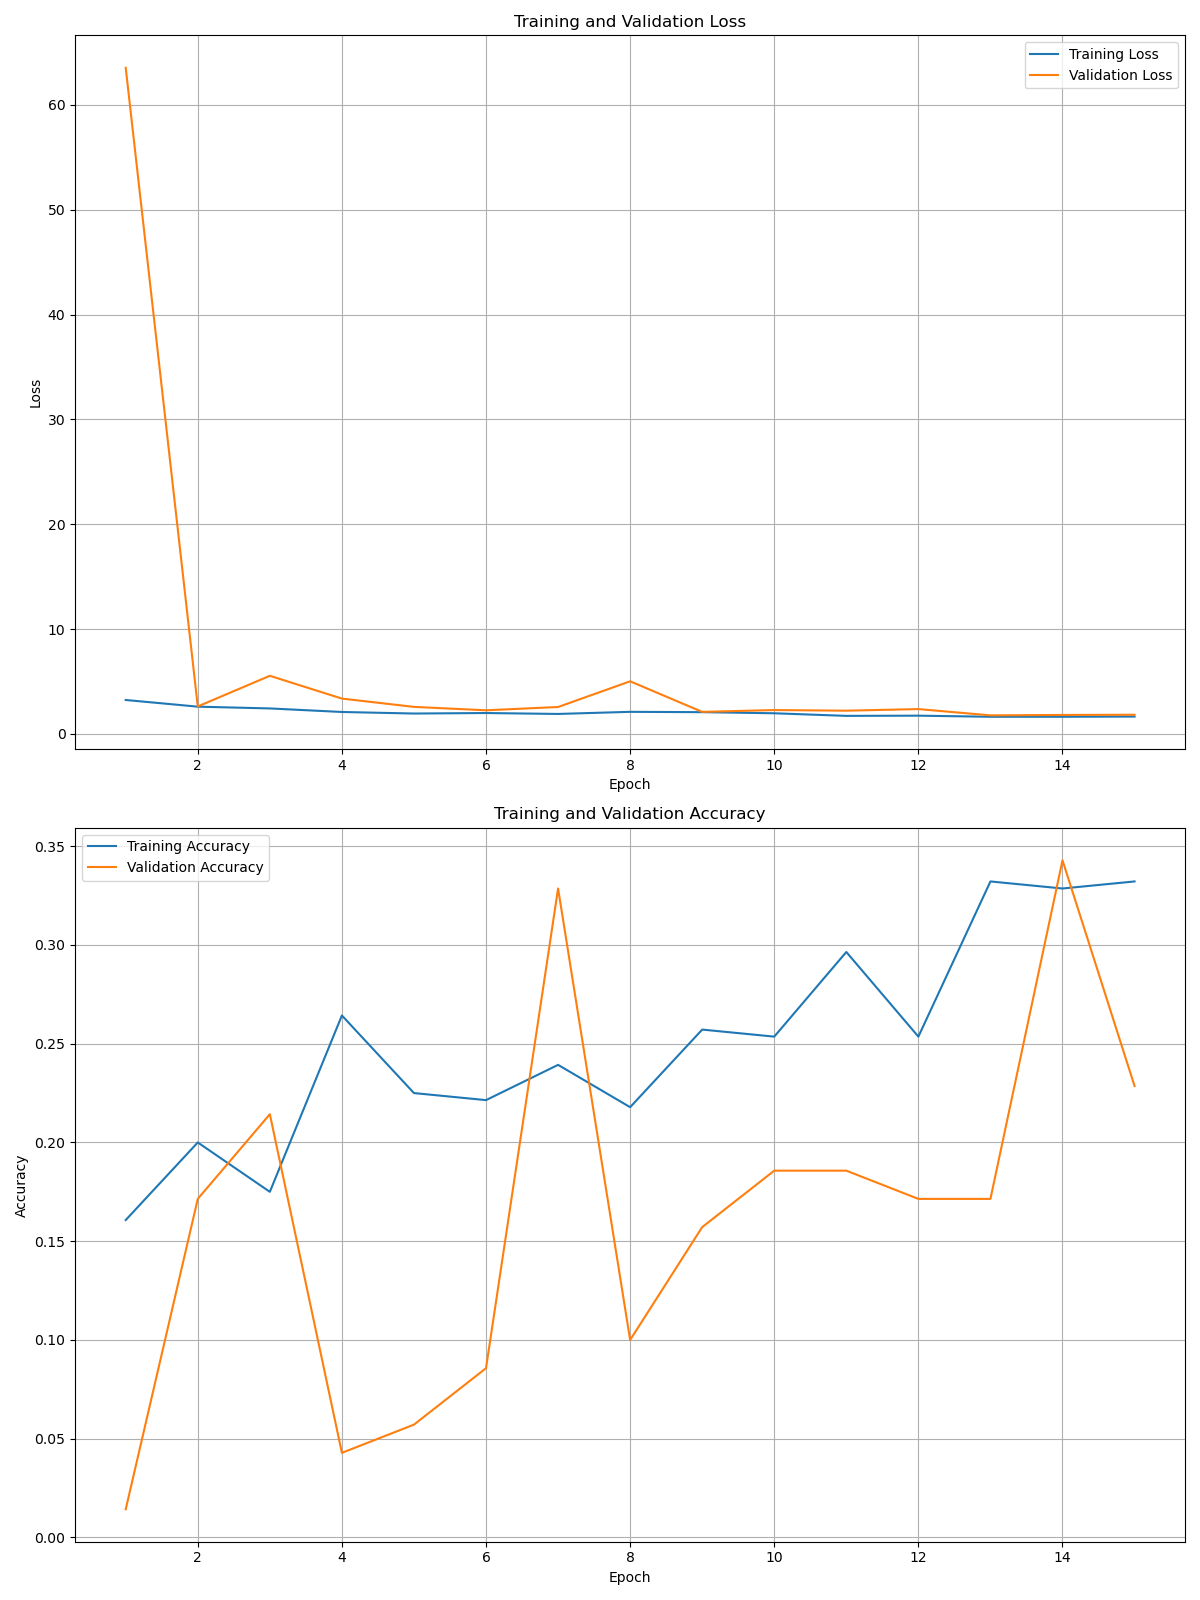 Training and Validation Loss
Training Loss
Validation Loss
60
50
40
30
20
10
0
Loss
2 4 6 8 10 12 14
Epoch
Training and Validation Accuracy
Training Accuracy
Validation Accuracy
0.35
0.30
0.25
0.20
0.15
0.10
0.05
0.00
Accuracy
2 4 6 8 10 12 14
Epoch